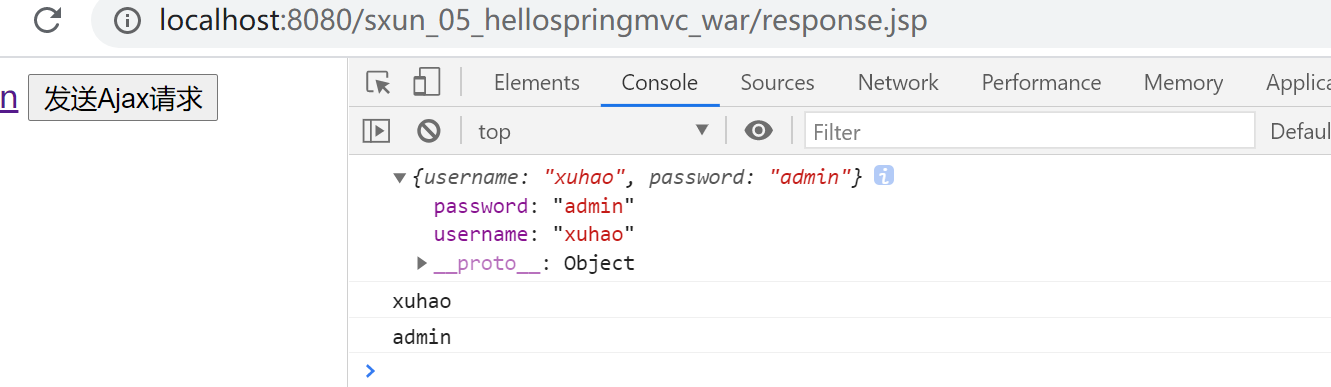 localhost:8080/sxun_05_hellospringmvc_war/response.jsp
n 发送Ajax请求
Elements Console Sources Network Performance Memory Applica
top Filter Defaul
{username: "xuhao", password: "admin"} i
password: "admin"
username: "xuhao"
__proto__: Object
xuhao
admin